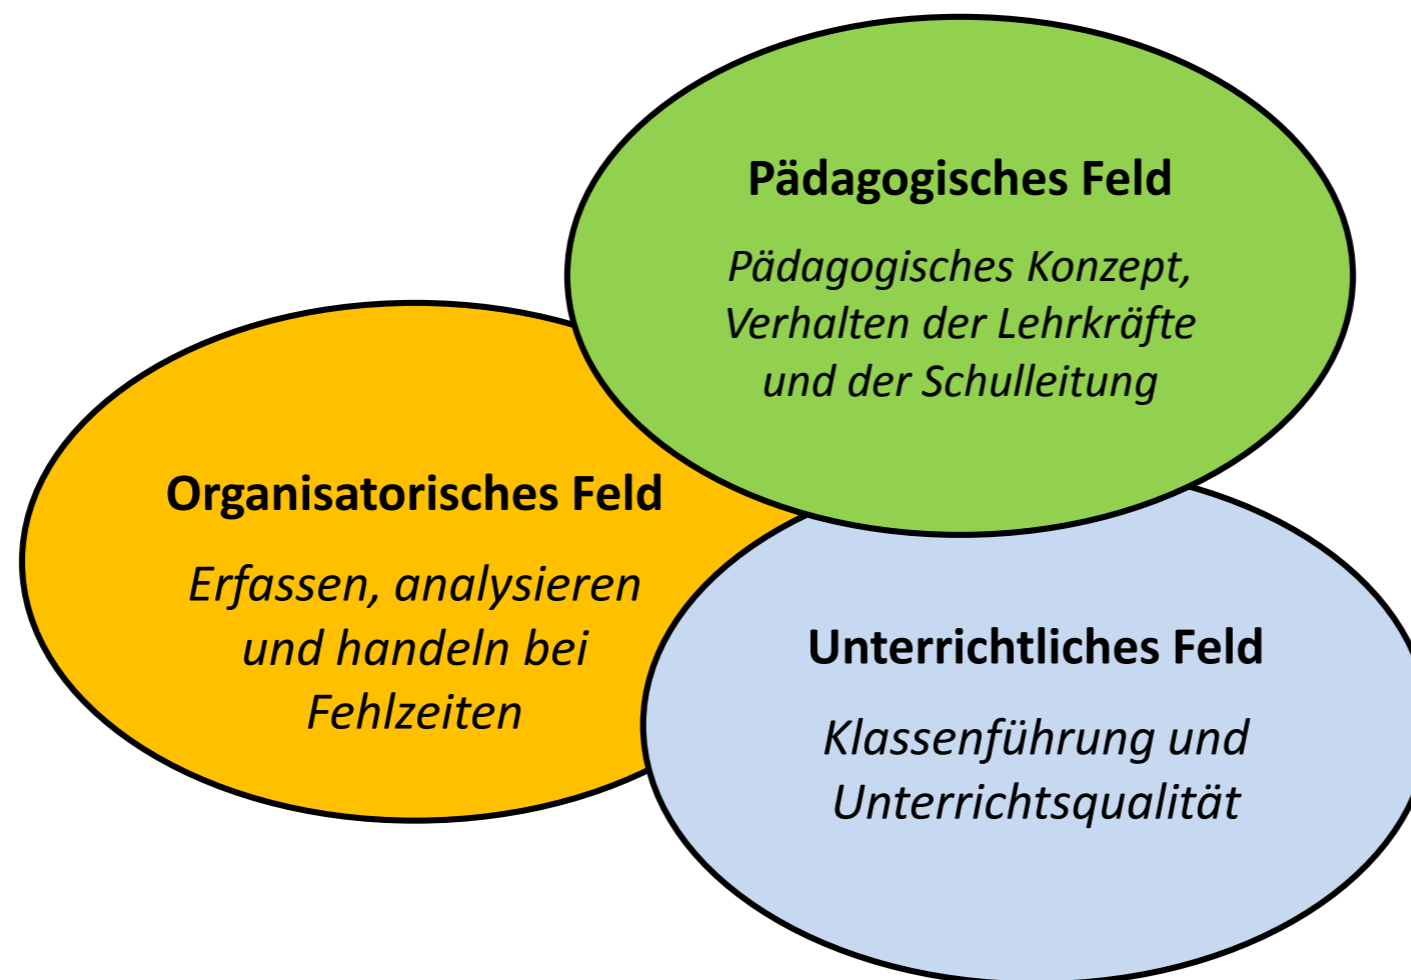 Pädagogisches Feld
Pädagogisches Konzept,
Verhalten der Lehrkräfte
und der Schulleitung
Organisatorisches Feld
Erfassen, analysieren
und handeln bei
Fehlzeiten
Unterrichtliches Feld
Klassenführung und
Unterrichtsqualität